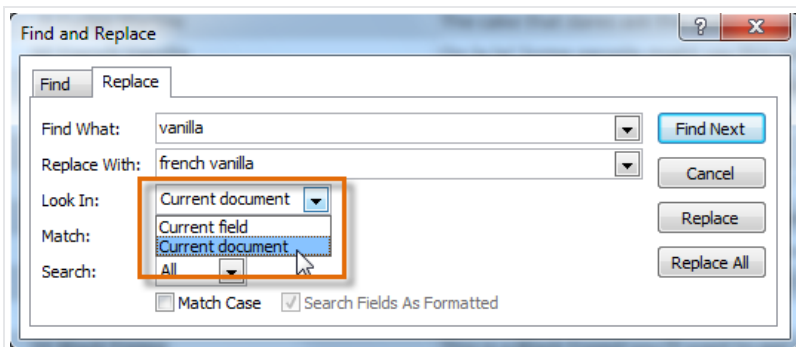 Find and Replace
Find Replace
Find What: vanilla Find Next
Replace With: french vanilla Cancel
Look In: Current document
Current field Replace
Match: Current document
Search: All Replace All
Match Case Search Fields As Formatted